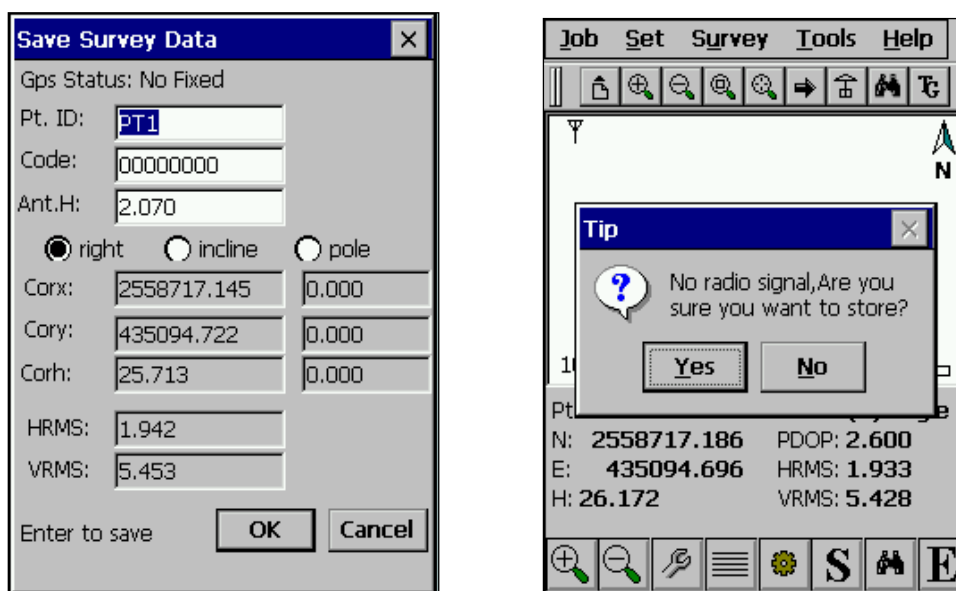 Save Survey Data
Gps Status: No Fixed
Pt. ID: PT1
Code: 00000000
Ant.H: 2.070
right incline pole
Corx: 2558717.145 0.000
Cory: 435094.722 0.000
Corh: 25.713 0.000
HRMS: 1.942
VRMS: 5.453
Enter to save OK Cancel
Job Set Survey Tools Help
TG
N
Tip
No radio signal,Are you
sure you want to store?
Yes No
Pt
N: 2558717.186 PDOP: 2.600
E: 435094.696 HRMS: 1.933
H: 26.172 VRMS: 5.428
S E